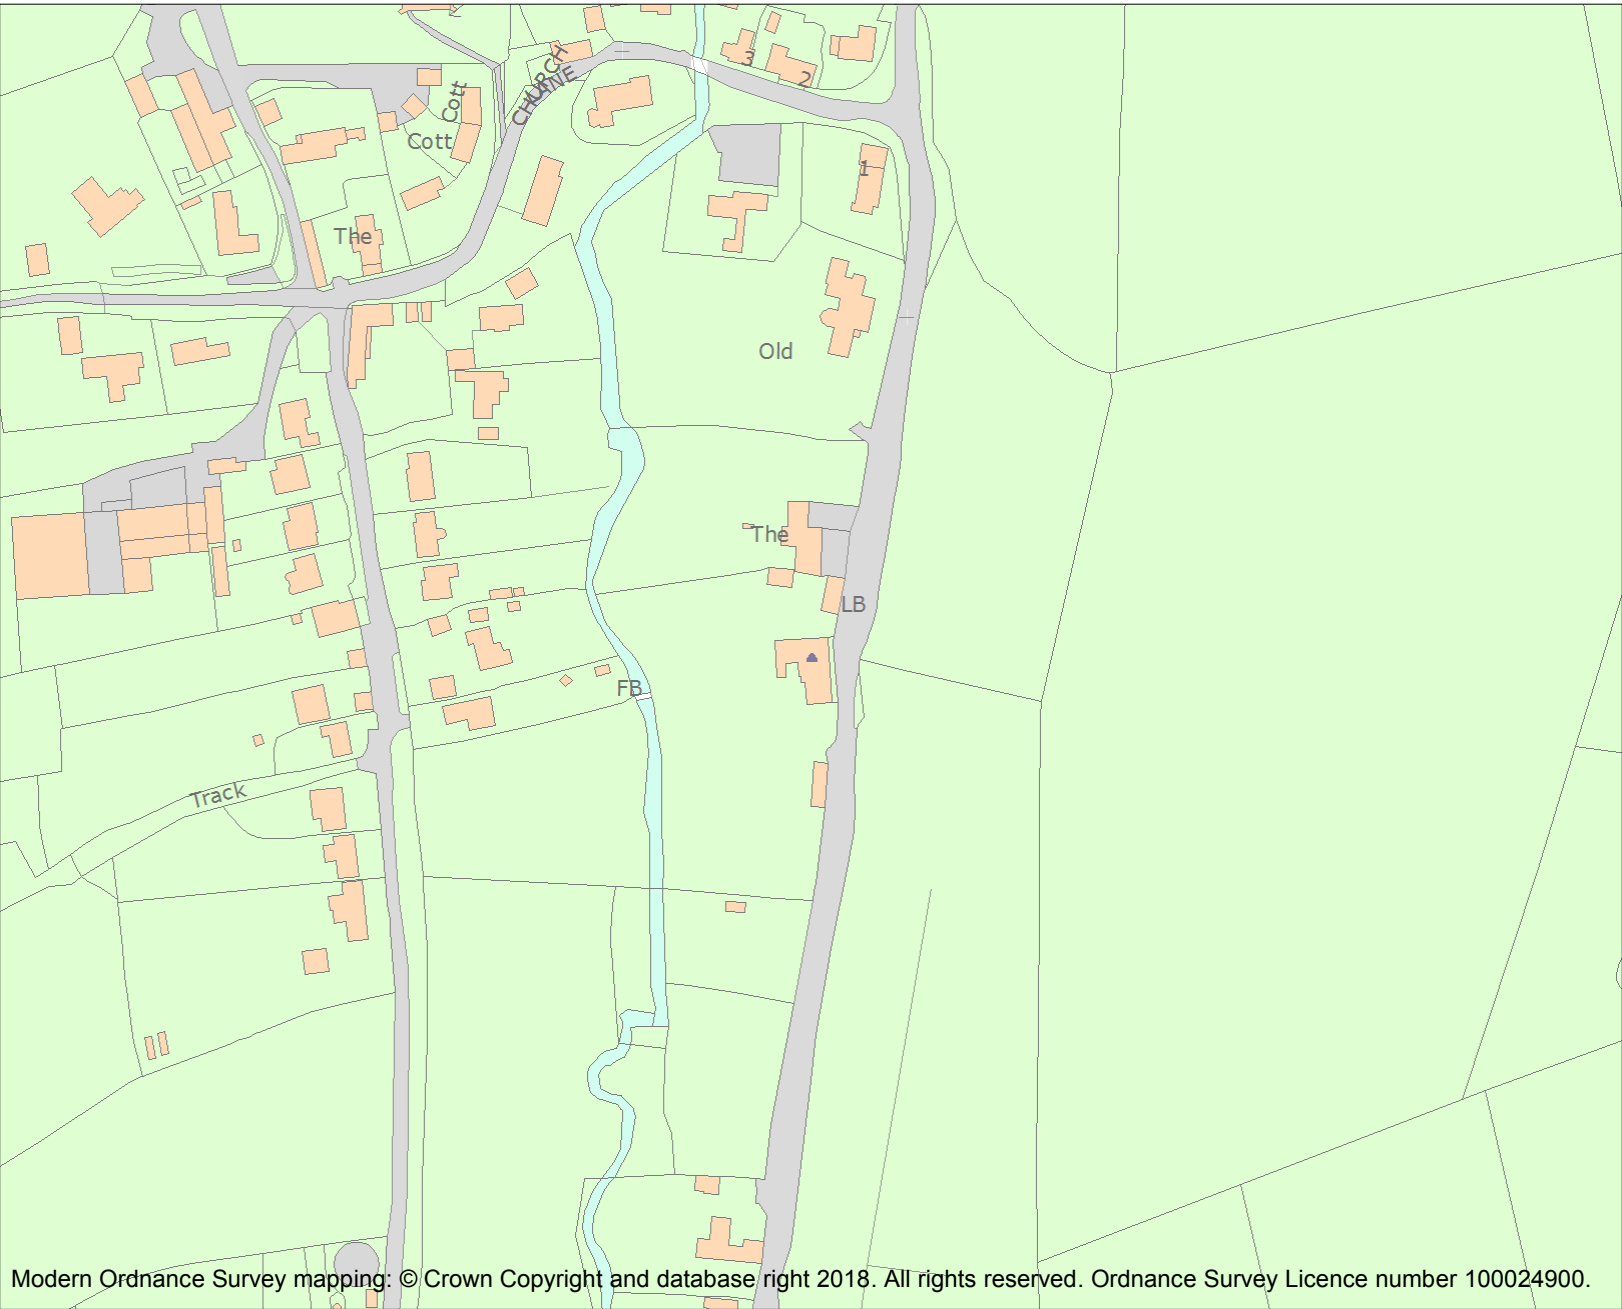 3
2
CHURCH
LANE
Cott
Cott
1
The
Old
The
LB
FB
Track
Modern Ordnance Survey mapping: © Crown Copyright and database right 2018. All rights reserved. Ordnance Survey Licence number 100024900.